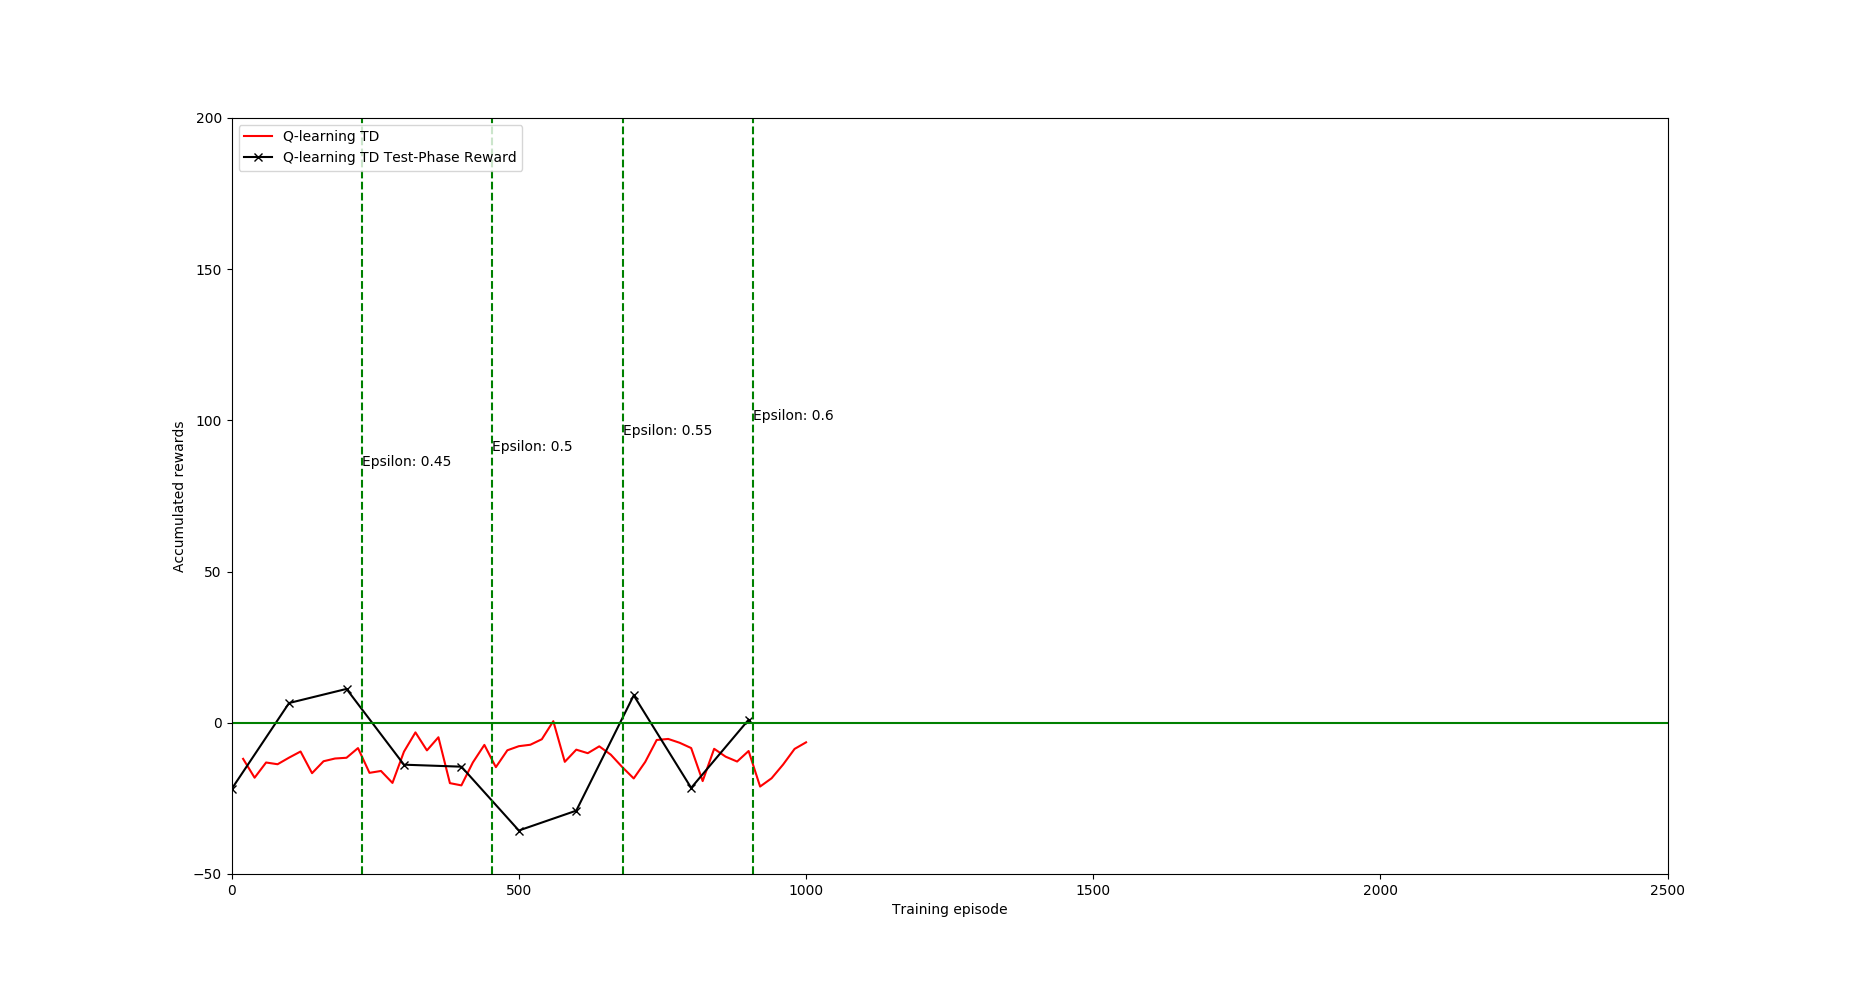 Q-learning TD
Q-learning TD Test-Phase Reward
200
150
100
50
0
−50
Accumulated rewards
Epsilon: 0.45
Epsilon: 0.5
Epsilon: 0.55
Epsilon: 0.6
0
500
1000
1500
2000
2500
Training episode